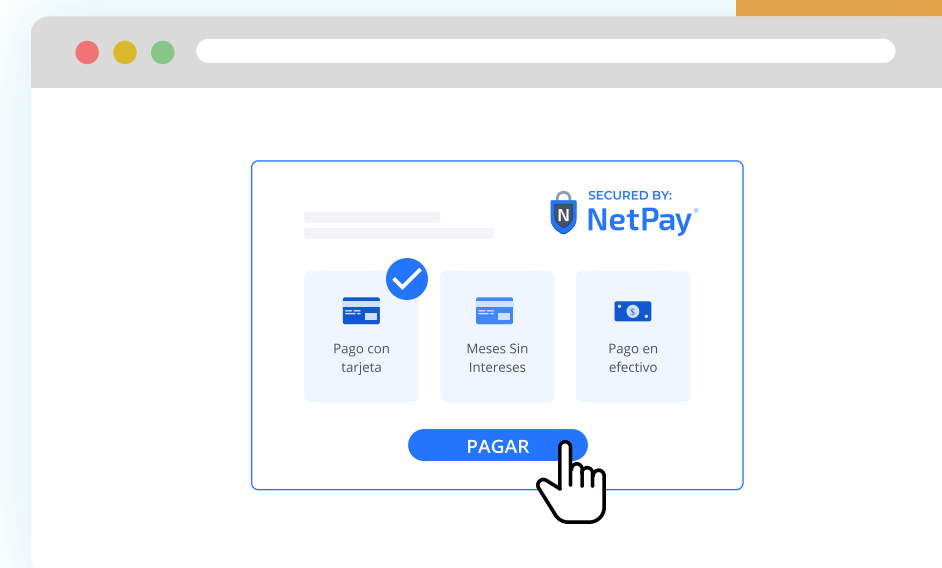 SECURED BY:
N
NetPay®
Pago con
tarjeta
Meses Sin
Intereses
$
Pago en
efectivo
PAGAR